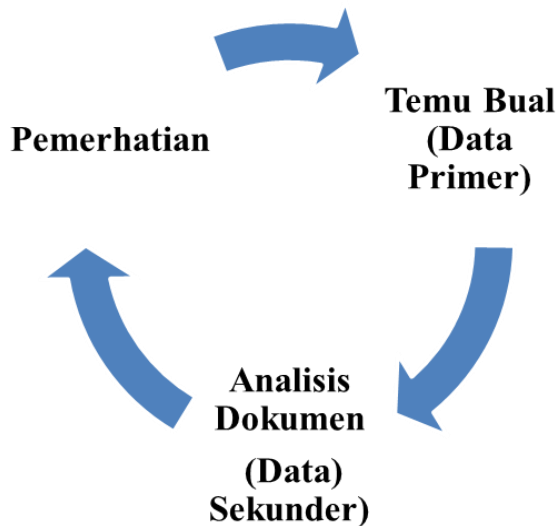 Pemerhatian
Temu Bual
(Data
Primer)
Analisis
Dokumen
(Data)
Sekunder)